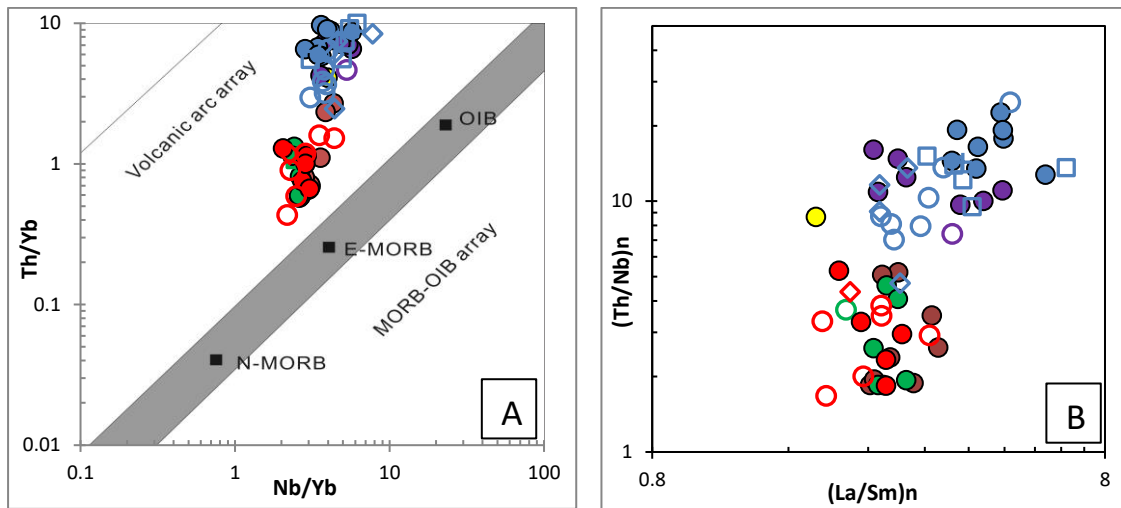 10
1
0.1
0.01
Th/Yb
Volcanic arc array
OIB
E-MORB
MORB-OIB array
N-MORB
A
0.1
1
10
100
Nb/Yb
10
1
(Th/Nb)n
B
0.8
8
(La/Sm)n